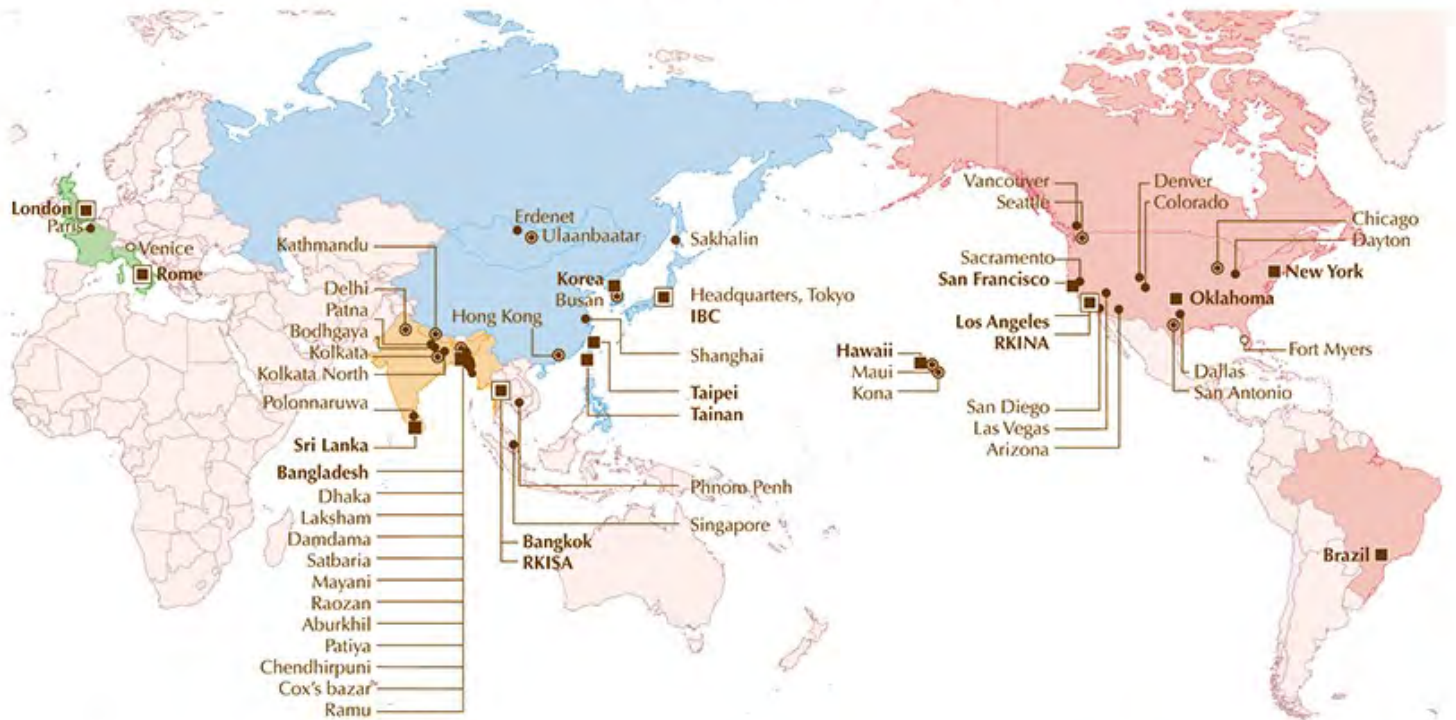 London
Paris
Venice
Rome
Kathmandu
Delhi
Patna
Bodhgaya
Kolkata
Kolkata North
Polonnaruwa
Sri Lanka
Bangladesh
Dhaka
Laksham
Damdama
Satbaria
Mayani
Raozan
Aburkhil
Patiya
Chendhirpuni
Cox's bazar
Ramu
Erdenet
Ulaanbaatar
Sakhalin
Korea
Busan
Headquarters, Tokyo
IBC
Hong Kong
Shanghai
Taipei
Tainan
Phnom Penh
Singapore
Bangkok
RKISA
Hawaii
Maui
Kona
Vancouver
Seattle
Denver
Colorado
Chicago
Dayton
Sacramento
San Francisco
New York
Oklahoma
Los Angeles
RKINA
Fort Myers
Dallas
San Antonio
San Diego
Las Vegas
Arizona
Brazil